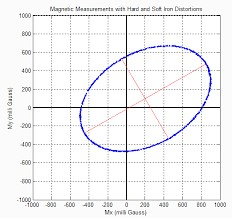 Magnetic Measurements with Hard and Soft Iron Distortions
1000
800
600
400
200
0
-200
-400
-600
-800
-1000
My (milli Gauss)
-1000 -800 -600 -400 -200 0 200 400 600 800 1000
Mx (milli Gauss)